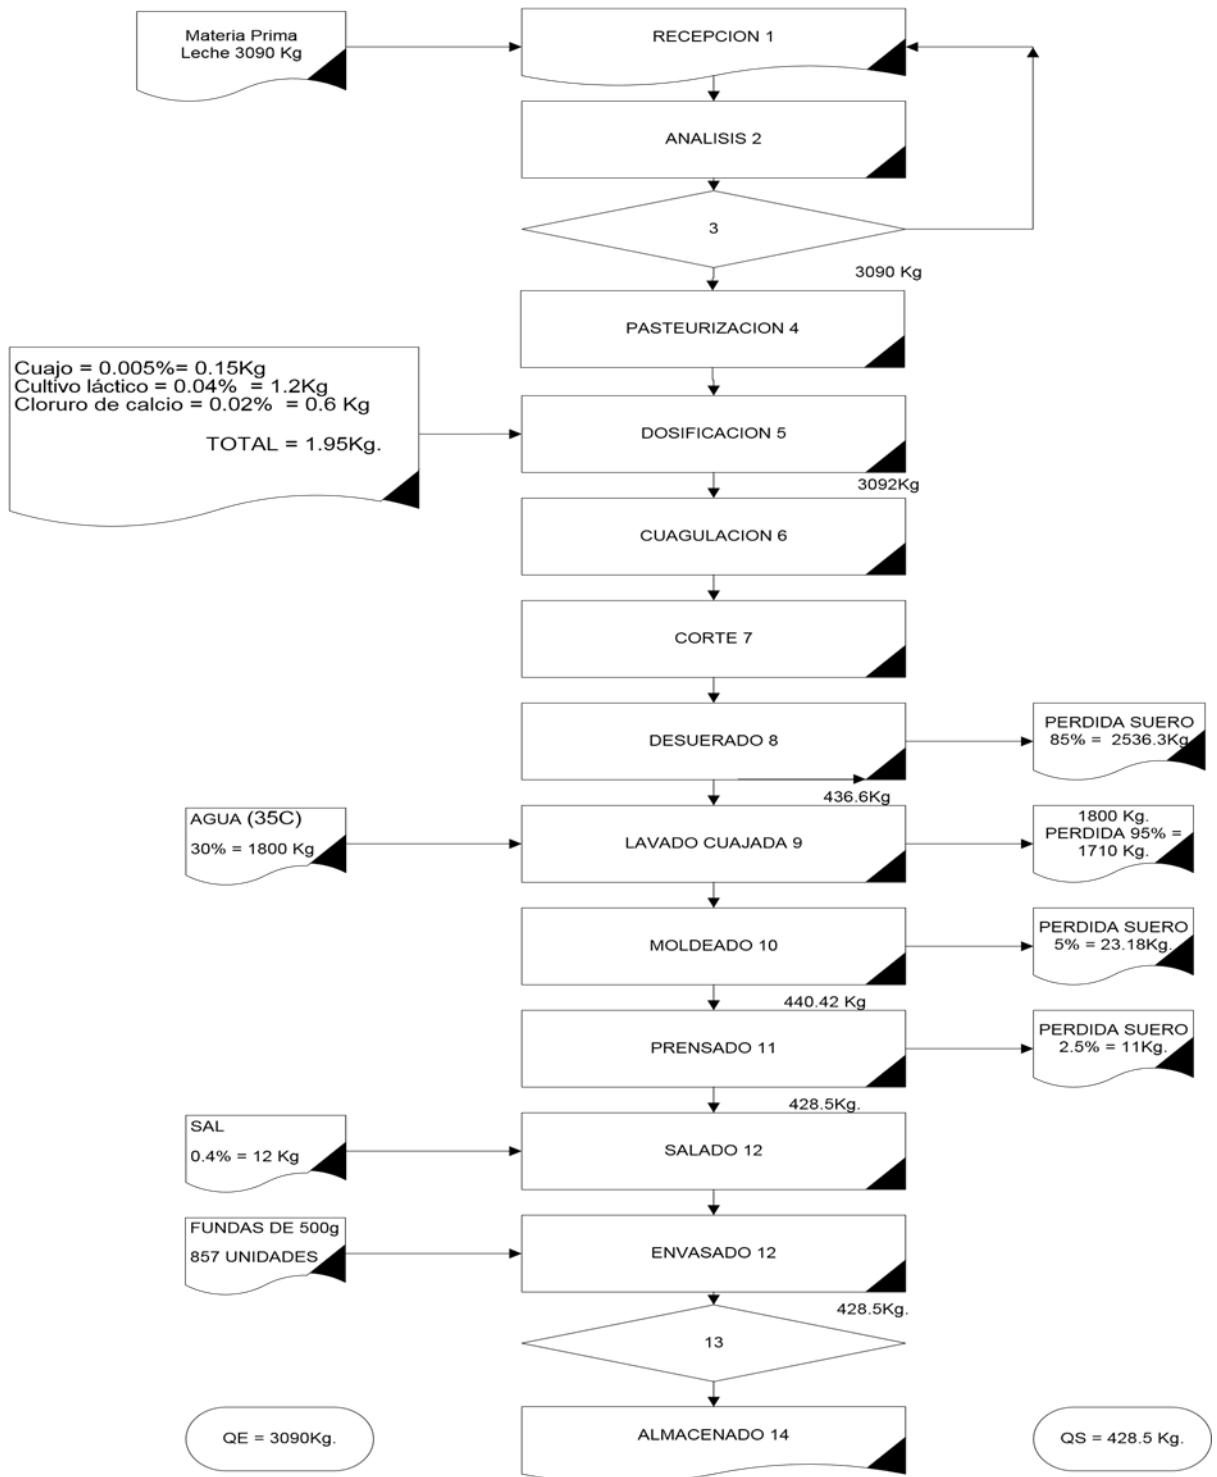 Materia Prima
Leche 3090 Kg
RECEPCION 1
ANALISIS 2
3
3090 Kg
PASTEURIZACION 4
Cuajo = 0.005%= 0.15Kg
Cultivo láctico = 0.04%  = 1.2Kg
Cloruro de calcio = 0.02%  = 0.6 Kg
TOTAL = 1.95Kg.
DOSIFICACION 5
3092Kg
CUAGULACION 6
CORTE 7
DESUERADO 8
PERDIDA SUERO
85% =  2536.3Kg
436.6Kg
AGUA (35C)
30% = 1800 Kg
LAVADO CUAJADA 9
1800 Kg.
PERDIDA 95% =
1710 Kg.
MOLDEADO 10
PERDIDA SUERO
5% = 23.18Kg.
440.42 Kg
PRENSADO 11
PERDIDA SUERO
2.5% = 11Kg.
428.5Kg.
SAL
0.4% = 12 Kg
SALADO 12
FUNDAS DE 500g
857 UNIDADES
ENVASADO 12
428.5Kg.
13
QE = 3090Kg.
ALMACENADO 14
QS = 428.5 Kg.